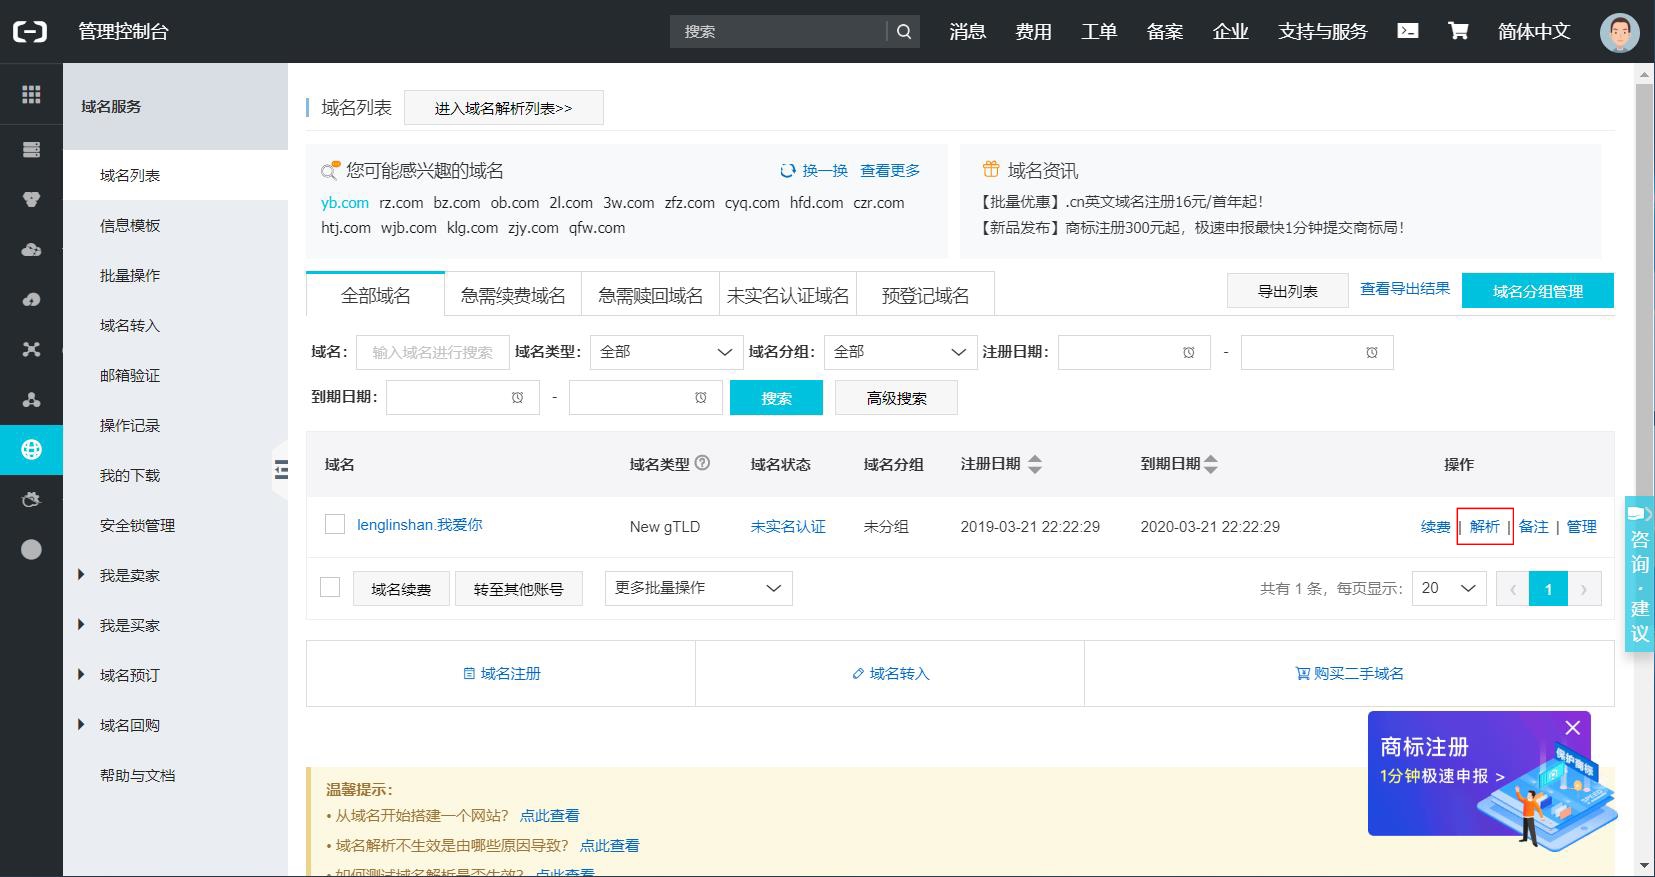 管理控制台
搜索
消息
费用
工单
备案
企业
支持与服务
简体中文
域名服务
域名列表
信息模板
批量操作
域名转入
邮箱验证
操作记录
我的下载
安全锁管理
我是卖家
我是买家
域名预订
域名回购
帮助与文档
域名列表
进入域名解析列表>>
您可能感兴趣的域名
换一换 查看更多
yb.com rz.com bz.com ob.com 2l.com 3w.com zfz.com cyq.com hfd.com czr.com
htj.com wjb.com klg.com zjy.com qfw.com
域名资讯
【批量优惠】.cn英文域名注册16元/首年起！
【新品发布】商标注册300元起，极速申报最快1分钟提交商标局！
全部域名 急需续费域名 急需赎回域名 未实名认证域名 预登记域名
导出列表 查看导出结果 域名分组管理
域名： 输入域名进行搜索 域名类型： 全部 域名分组： 全部 注册日期： -
到期日期： - 搜索 高级搜索
域名 域名类型 域名状态 域名分组 注册日期 到期日期 操作
lenglinshan.我爱你 New gTLD 未实名认证 未分组 2019-03-21 22:22:29 2020-03-21 22:22:29 续费 | 解析 | 备注 | 管理
域名续费 转至其他账号 更多批量操作 共有 1 条，每页显示： 20 ‹ 1 ›
域名注册 域名转入 购买二手域名
咨询·建议
商标注册
1分钟极速申报 >
保护商标
SPEED
温馨提示：
• 从域名开始搭建一个网站？ 点此查看
• 域名解析不生效是由哪些原因导致？ 点此查看
• 如何测试域名解析是否生效？ 点此查看